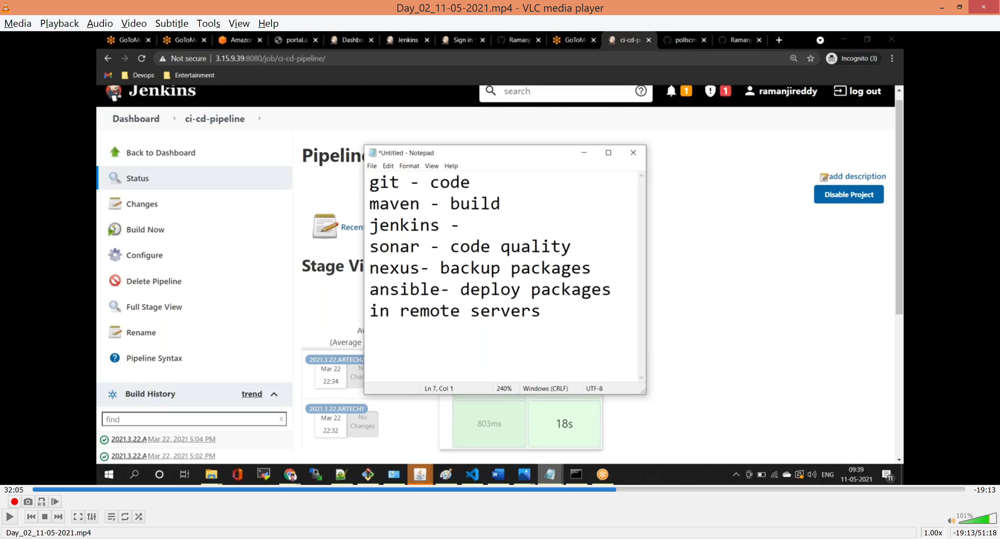 Day_02_11-05-2021.mp4 - VLC media player
Media Playback Audio Video Subtitle Tools View Help
GoToM GoToM Amazor portal.a Dashbo Jenkins Sign in Ramanj GoToM ci-cd-p pollscm Ramanj
Not secure 3.15.9.39:8080/job/ci-cd-pipeline/ Incognito (3)
Devops Entertainment
Jenkins search 1 1 ramanjireddy log out
Dashboard ci-cd-pipeline
Back to Dashboard
Status
Changes
Build Now
Configure
Delete Pipeline
Full Stage View
Rename
Pipeline Syntax
Build History trend
find x
2021.3.22.A Mar 22, 2021 5:04 PM
2021.3.22.A Mar 22, 2021 5:02 PM
Pipelin
add description
Disable Project
Recen
Stage Vi
(Average
2021.3.22.ARTECH2
Mar 22
22:34
2021.3.22.ARTECH1
Mar 22
22:32
No
Changes
803ms 18s
*Untitled - Notepad
File Edit Format View Help
git - code
maven - build
jenkins -
sonar - code quality
nexus- backup packages
ansible- deploy packages
in remote servers
Ln 7, Col 1 240% Windows (CRLF) UTF-8
ENG 09:39
11-05-2021
11
32:05 -19:13
101%
Day_02_11-05-2021.mp4 1.00x -19:13/51:18